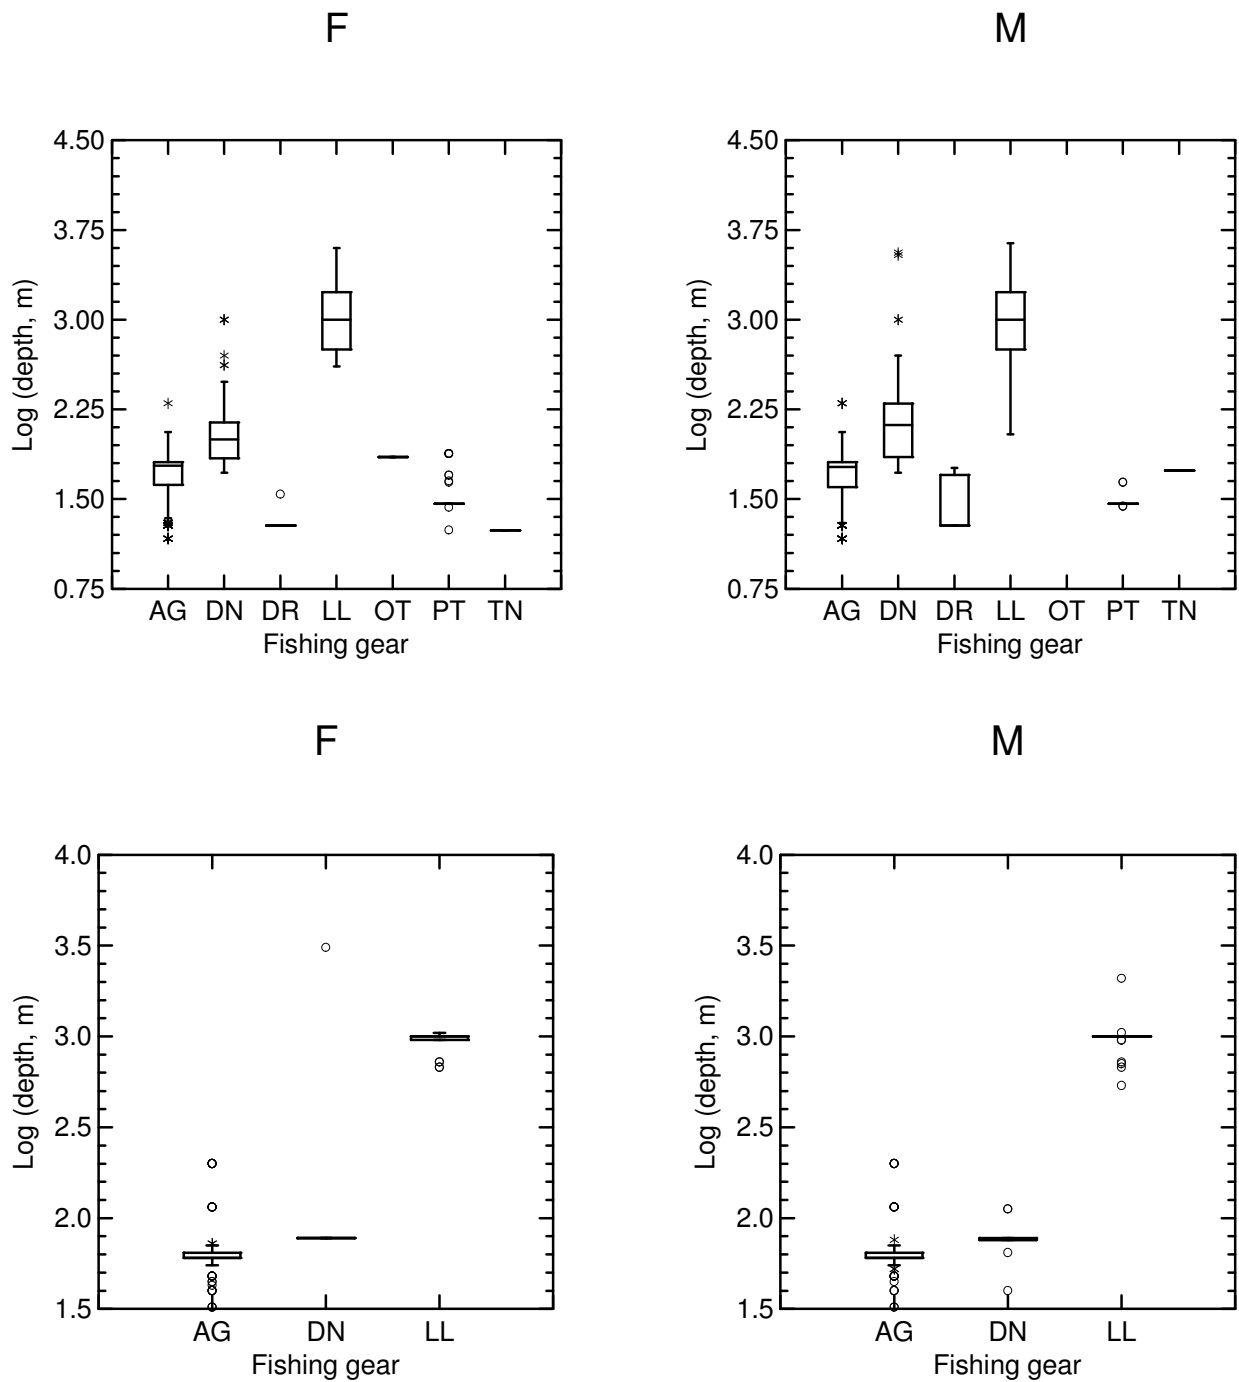 F
M
4.50
3.75
3.00
2.25
1.50
0.75
Log (depth, m)
AG DN DR LL OT PT TN
Fishing gear
4.50
3.75
3.00
2.25
1.50
0.75
Log (depth, m)
AG DN DR LL OT PT TN
Fishing gear
F
M
4.0
3.5
3.0
2.5
2.0
1.5
Log (depth, m)
AG DN LL
Fishing gear
4.0
3.5
3.0
2.5
2.0
1.5
Log (depth, m)
AG DN LL
Fishing gear